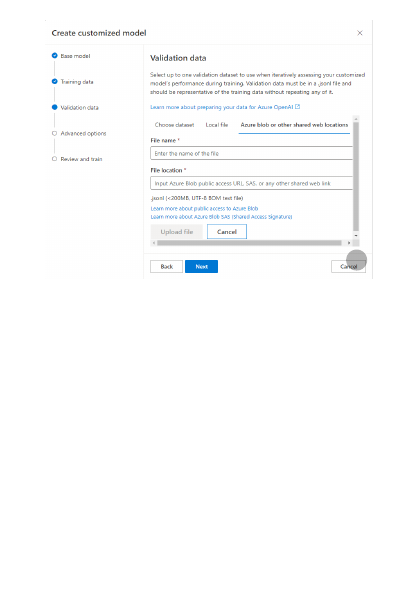 Create customized model
Base model
Training data
Validation data
Advanced options
Review and train
Validation data
Select up to one validation dataset to use when iteratively assessing your customized
model's performance during training. Validation data must be in a .jsonl file and
should be representative of the training data without repeating any of it.
Learn more about preparing your data for Azure OpenAI
Choose dataset Local file Azure blob or other shared web locations
File name *
Enter the name of the file
File location *
Input Azure Blob public access URL, SAS, or any other shared web link
.jsonl (<200MB, UTF-8 BOM text file)
Learn more about public access to Azure Blob
Learn more about Azure Blob SAS (Shared Access Signature)
Upload file Cancel
Back Next Cancel